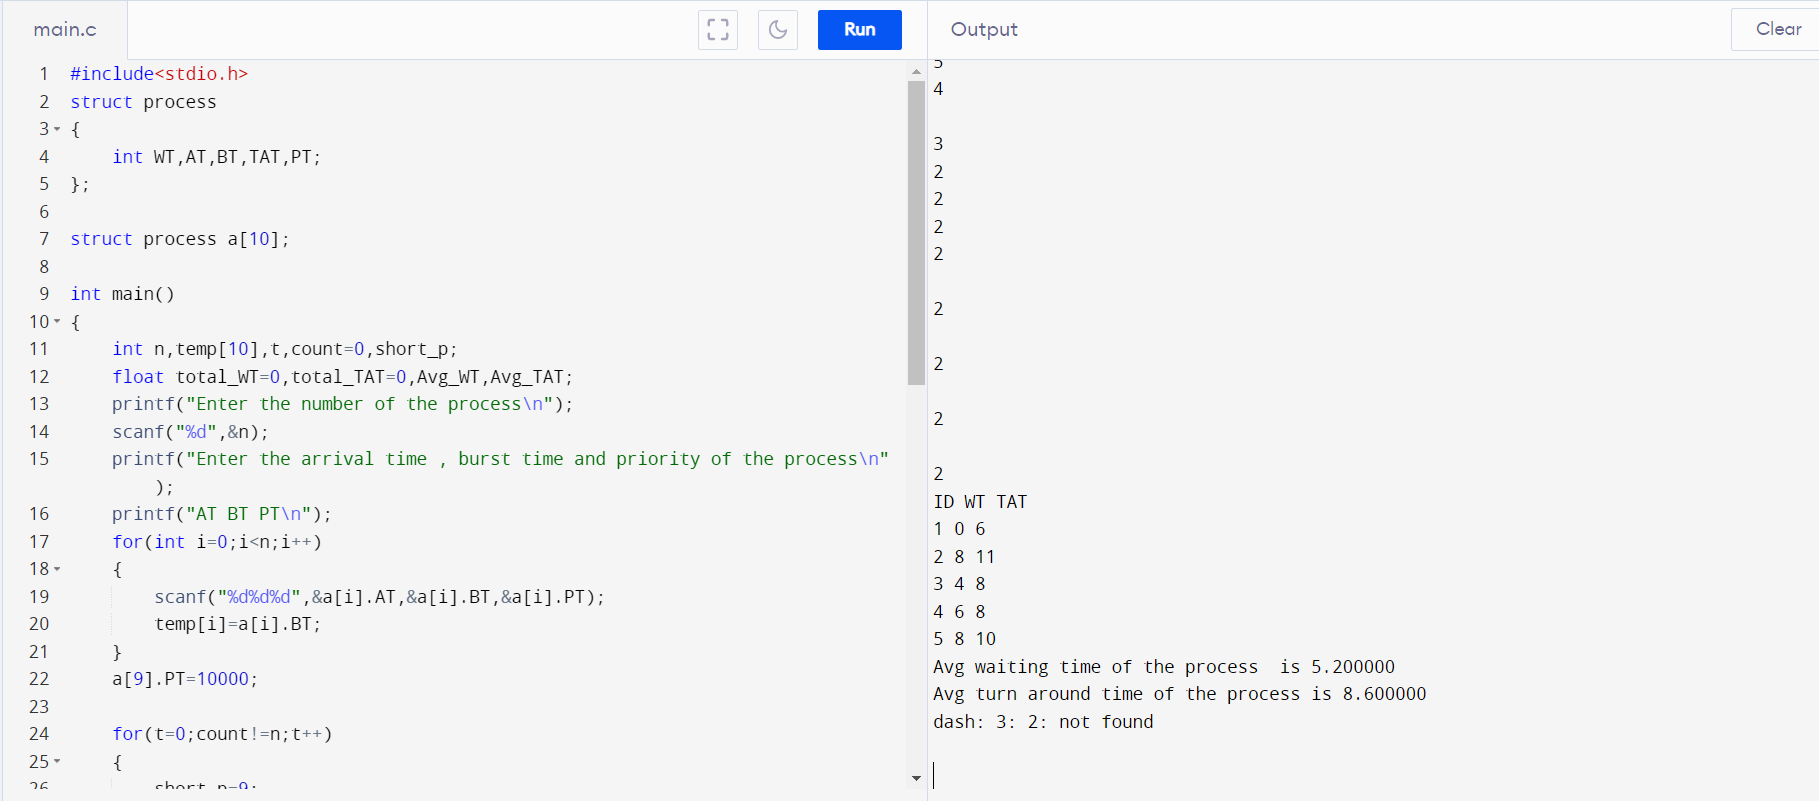 main.c
Run
1 #include<stdio.h>
2 struct process
3 {
4 int WT,AT,BT,TAT,PT;
5 };
6
7 struct process a[10];
8
9 int main()
10 {
11 int n,temp[10],t,count=0,short_p;
12 float total_WT=0,total_TAT=0,Avg_WT,Avg_TAT;
13 printf("Enter the number of the process\n");
14 scanf("%d",&n);
15 printf("Enter the arrival time , burst time and priority of the process\n"
);
16 printf("AT BT PT\n");
17 for(int i=0;i<n;i++)
18 {
19 scanf("%d%d%d",&a[i].AT,&a[i].BT,&a[i].PT);
20 temp[i]=a[i].BT;
21 }
22 a[9].PT=10000;
23
24 for(t=0;count!=n;t++)
25 {
26 short_p=9;
Output
Clear
5
4
3
2
2
2
2
2
2
2
2
ID WT TAT
1 0 6
2 8 11
3 4 8
4 6 8
5 8 10
Avg waiting time of the process  is 5.200000
Avg turn around time of the process is 8.600000
dash: 3: 2: not found